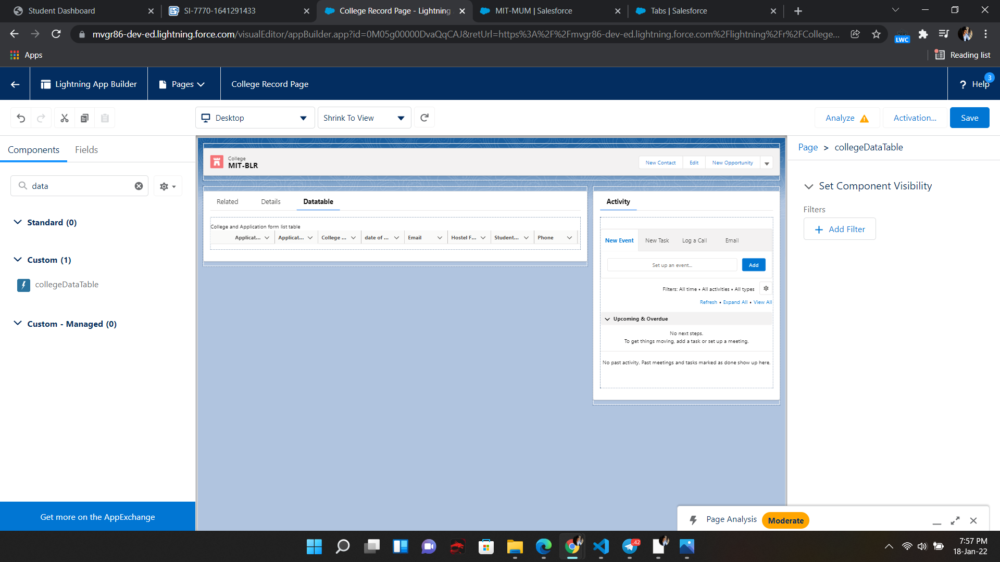 Student Dashboard
SI-7770-1641291433
College Record Page - Lightning
MIT-MUM | Salesforce
Tabs | Salesforce
mvgr86-dev-ed.lightning.force.com/visualEditor/appBuilder.app?id=0M05g00000DvaQqCAJ&retUrl=https%3A%2F%2Fmvgr86-dev-ed.lightning.force.com%2Flightning%2Fr%2FCollege...
LWC
Apps
Reading list
Lightning App Builder
Pages
College Record Page
? Help
3
Desktop
Shrink To View
Analyze
Activation...
Save
Components
Fields
data
Standard (0)
Custom (1)
collegeDataTable
Custom - Managed (0)
Get more on the AppExchange
College
MIT-BLR
New Contact
Edit
New Opportunity
Related
Details
Datatable
College and Application form list table
Applicat...
Applicat...
College ...
date of ...
Email
Hostel F...
Student...
Phone
Activity
New Event
New Task
Log a Call
Email
Set up an event...
Add
Filters: All time • All activities • All types
Refresh • Expand All • View All
Upcoming & Overdue
No next steps.
To get things moving, add a task or set up a meeting.
No past activity. Past meetings and tasks marked as done show up here.
Page > collegeDataTable
Set Component Visibility
Filters
+ Add Filter
Page Analysis
Moderate
42
7:57 PM
18-Jan-22